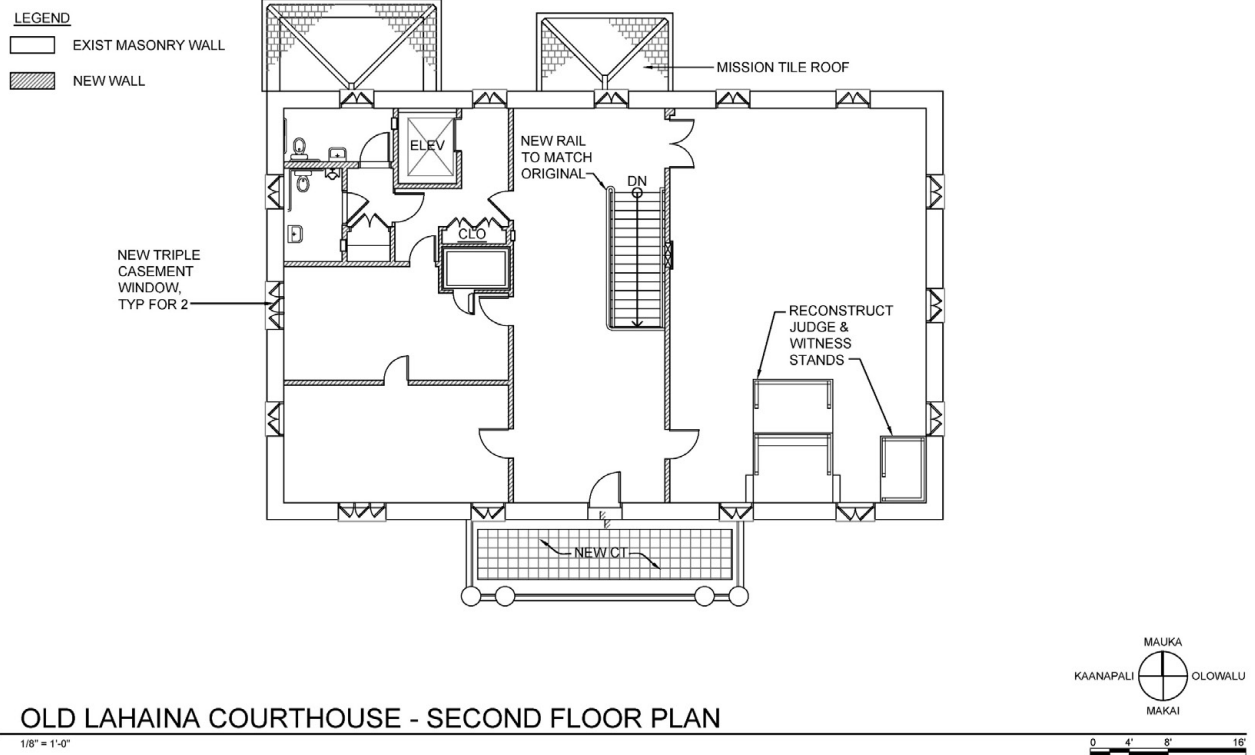 LEGEND
EXIST MASONRY WALL
NEW WALL
MISSION TILE ROOF
ELEV
NEW RAIL
TO MATCH
ORIGINAL
DN
CLO
NEW TRIPLE
CASEMENT
WINDOW,
TYP FOR 2
RECONSTRUCT
JUDGE &
WITNESS
STANDS
NEW CT
MAUKA
KAANAPALI
OLOWALU
MAKAI
OLD LAHAINA COURTHOUSE - SECOND FLOOR PLAN
1/8" = 1'-0"
0 4' 8' 16'